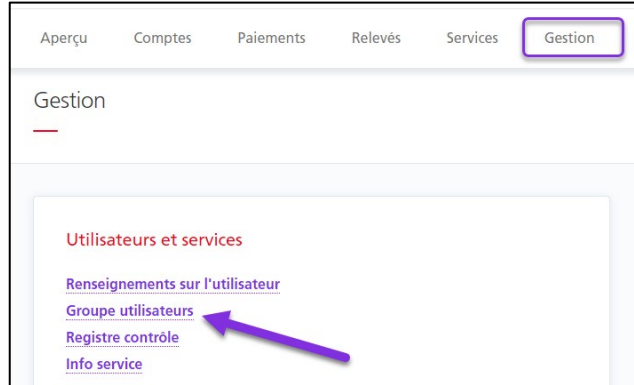 Aperçu Comptes Paiements Relevés Services Gestion
Gestion
Utilisateurs et services
Renseignements sur l'utilisateur
Groupe utilisateurs
Registre contrôle
Info service